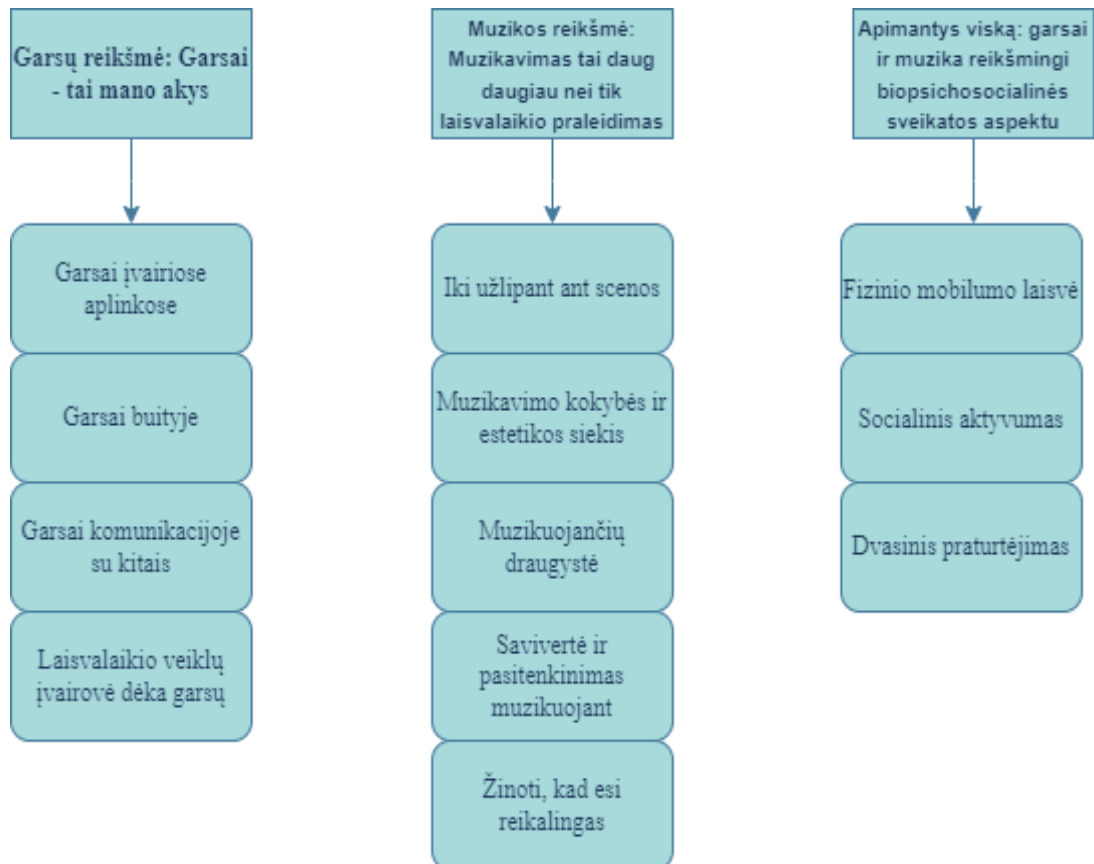 Garsų reikšmė: Garsai
- tai mano akys
Garsai įvairiose
aplinkose
Garsai buityje
Garsai komunikacijoje
su kitais
Laisvalaikio veiklų
įvairovė dėka garsų
Muzikos reikšmė:
Muzikavimas tai daug
daugiau nei tik
laisvalaikio praleidimas
Iki užlipant ant scenos
Muzikavimo kokybės ir
estetikos siekis
Muzikuojančių
draugystė
Savivertė ir
pasitenkinimas
muzikuojant
Žinoti, kad esi
reikalingas
Apimantys viską: garsai
ir muzika reikšmingi
biopsichosocialinės
sveikatos aspektu
Fizinio mobilumo laisvė
Socialinis aktyvumas
Dvasinis praturtėjimas